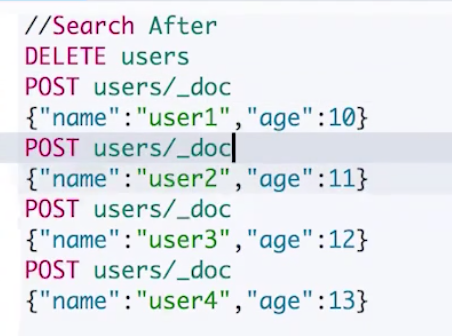 //Search After
DELETE users
POST users/_doc
{"name":"user1","age":10}
POST users/_doc
{"name":"user2","age":11}
POST users/_doc
{"name":"user3","age":12}
POST users/_doc
{"name":"user4","age":13}